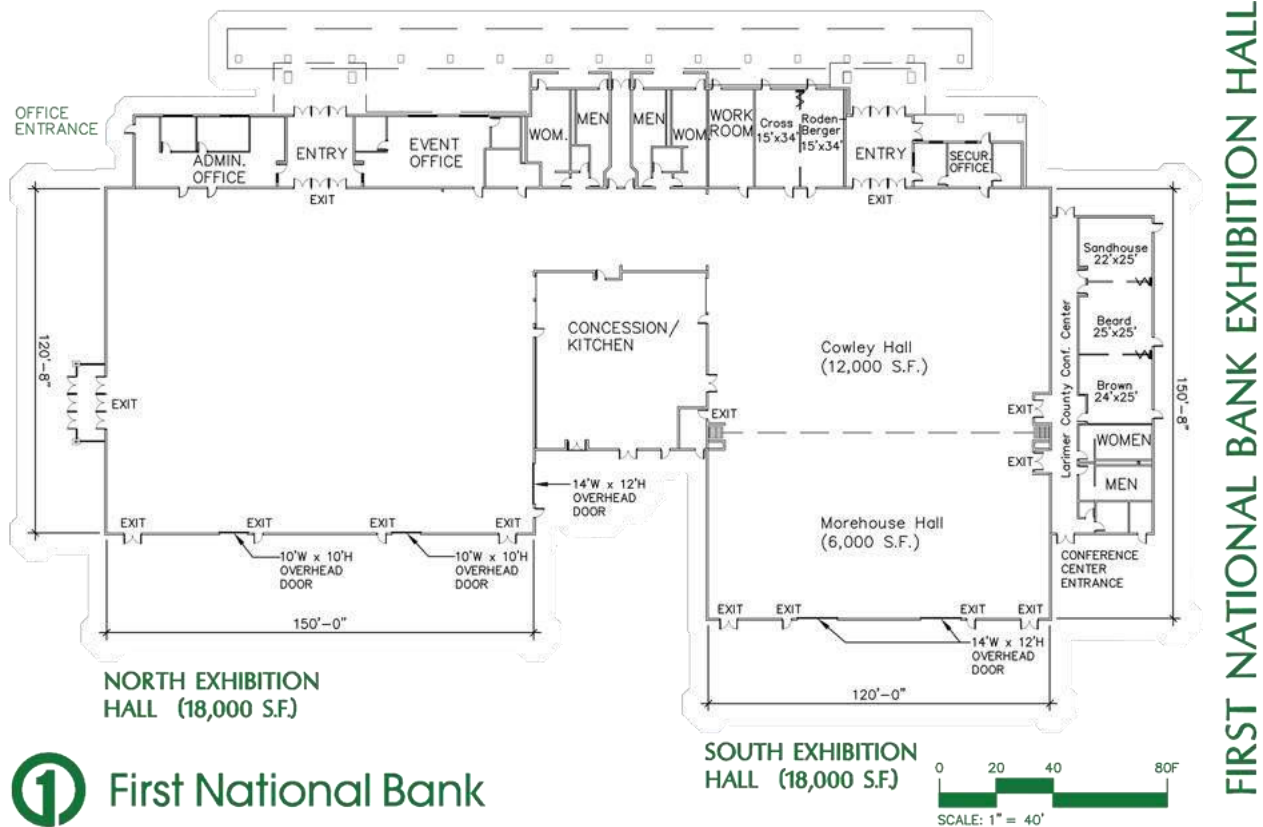 OFFICE
ENTRANCE
ADMIN.
OFFICE
ENTRY
EXIT
EVENT
OFFICE
WOM.
MEN
MEN
WOM.
WORK
ROOM
Cross
15'x34'
Roden-
Berger
15'x34'
ENTRY
EXIT
SECUR.
OFFICE
Sandhouse
22'x25'
Beard
25'x25'
Brown
24'x25'
WOMEN
MEN
Larimer County Conf. Center
150'-8"
CONFERENCE
CENTER
ENTRANCE
120'-8"
EXIT
CONCESSION/
KITCHEN
Cowley Hall
(12,000 S.F.)
EXIT
EXIT
EXIT
Morehouse Hall
(6,000 S.F.)
14'W x 12'H
OVERHEAD
DOOR
EXIT
EXIT
EXIT
EXIT
10'W x 10'H
OVERHEAD
DOOR
10'W x 10'H
OVERHEAD
DOOR
150'-0"
EXIT
EXIT
EXIT
EXIT
14'W x 12'H
OVERHEAD
DOOR
120'-0"
NORTH EXHIBITION
HALL (18,000 S.F.)
SOUTH EXHIBITION
HALL (18,000 S.F.)
1 First National Bank
0 20 40 80F
SCALE: 1" = 40'
FIRST NATIONAL BANK EXHIBITION HALL